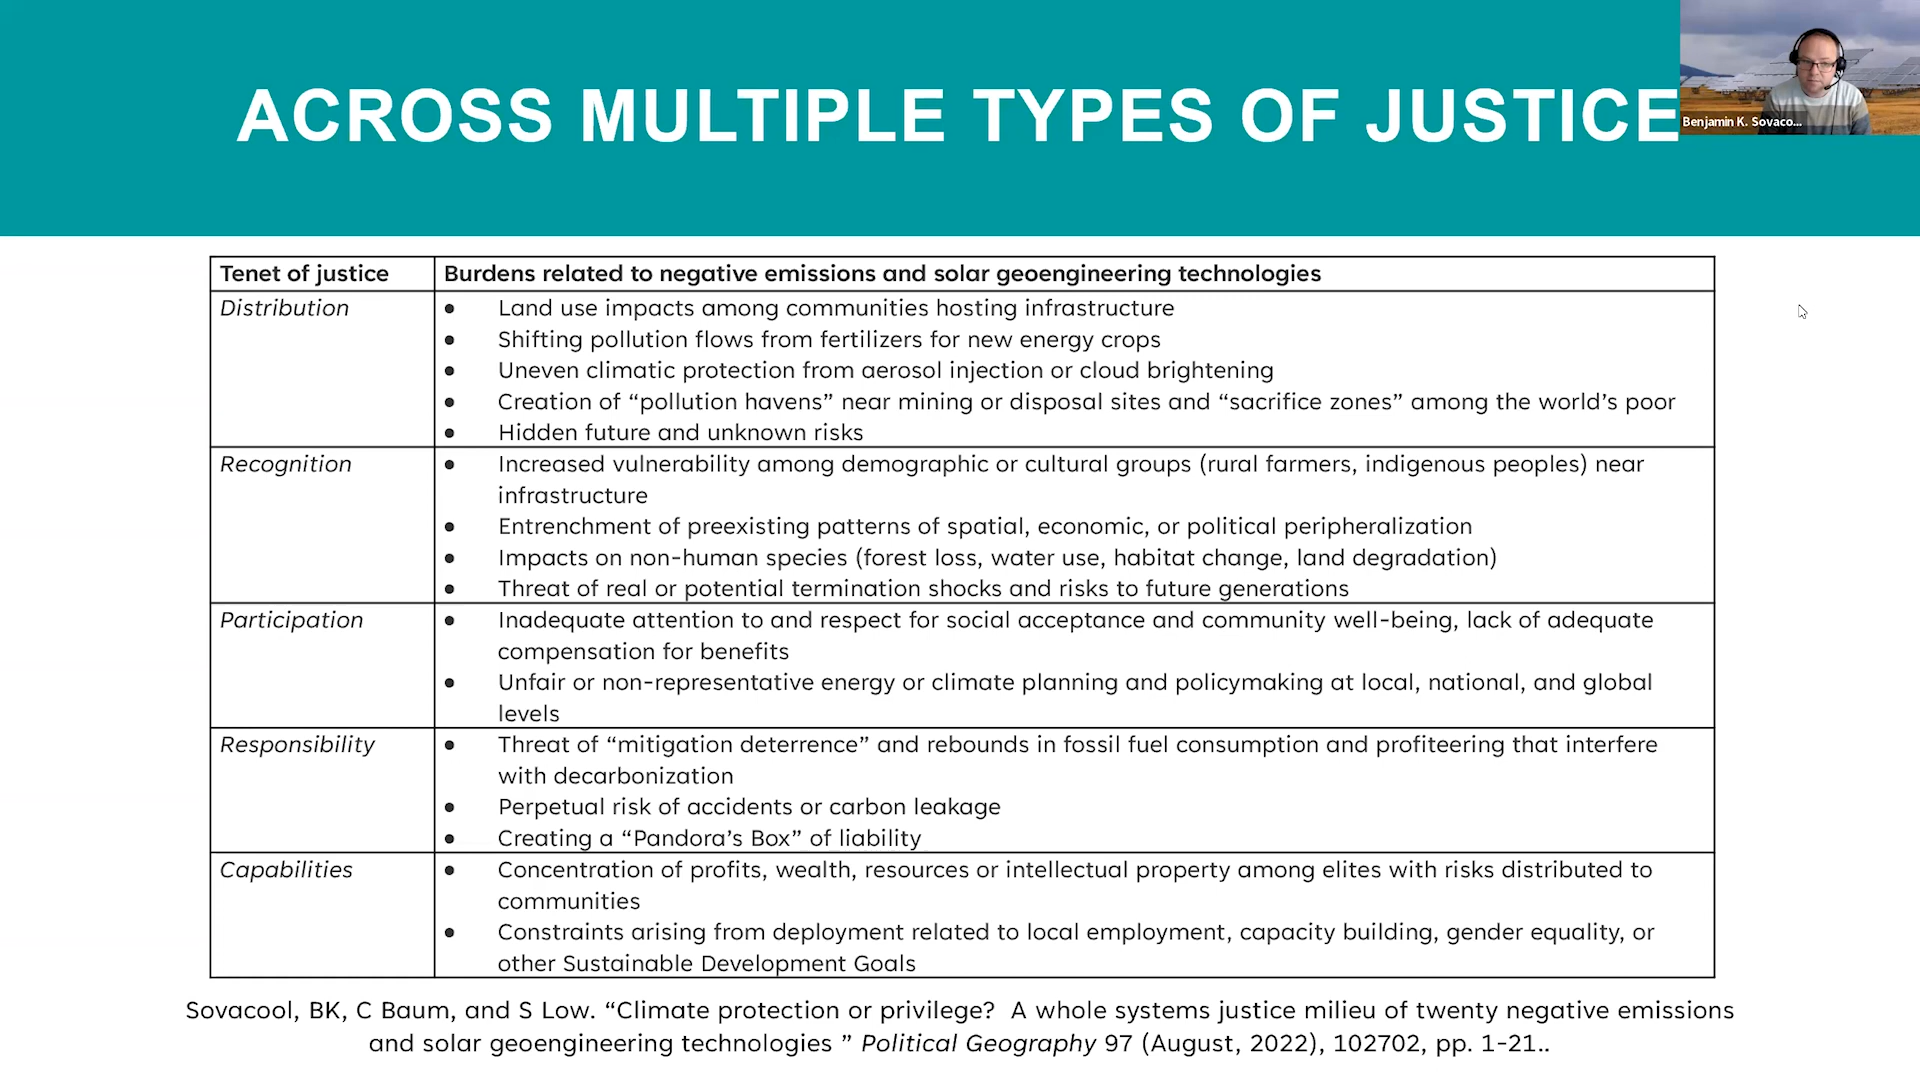 ACROSS MULTIPLE TYPES OF JUSTICE
Benjamin K. Sovaco...
Tenet of justice
Burdens related to negative emissions and solar geoengineering technologies
Distribution
• Land use impacts among communities hosting infrastructure
• Shifting pollution flows from fertilizers for new energy crops
• Uneven climatic protection from aerosol injection or cloud brightening
• Creation of “pollution havens” near mining or disposal sites and “sacrifice zones” among the world’s poor
• Hidden future and unknown risks
Recognition
• Increased vulnerability among demographic or cultural groups (rural farmers, indigenous peoples) near
infrastructure
• Entrenchment of preexisting patterns of spatial, economic, or political peripheralization
• Impacts on non-human species (forest loss, water use, habitat change, land degradation)
• Threat of real or potential termination shocks and risks to future generations
Participation
• Inadequate attention to and respect for social acceptance and community well-being, lack of adequate
compensation for benefits
• Unfair or non-representative energy or climate planning and policymaking at local, national, and global
levels
Responsibility
• Threat of “mitigation deterrence” and rebounds in fossil fuel consumption and profiteering that interfere
with decarbonization
• Perpetual risk of accidents or carbon leakage
• Creating a “Pandora’s Box” of liability
Capabilities
• Concentration of profits, wealth, resources or intellectual property among elites with risks distributed to
communities
• Constraints arising from deployment related to local employment, capacity building, gender equality, or
other Sustainable Development Goals
Sovacool, BK, C Baum, and S Low. “Climate protection or privilege?  A whole systems justice milieu of twenty negative emissions
and solar geoengineering technologies ” Political Geography 97 (August, 2022), 102702, pp. 1-21..